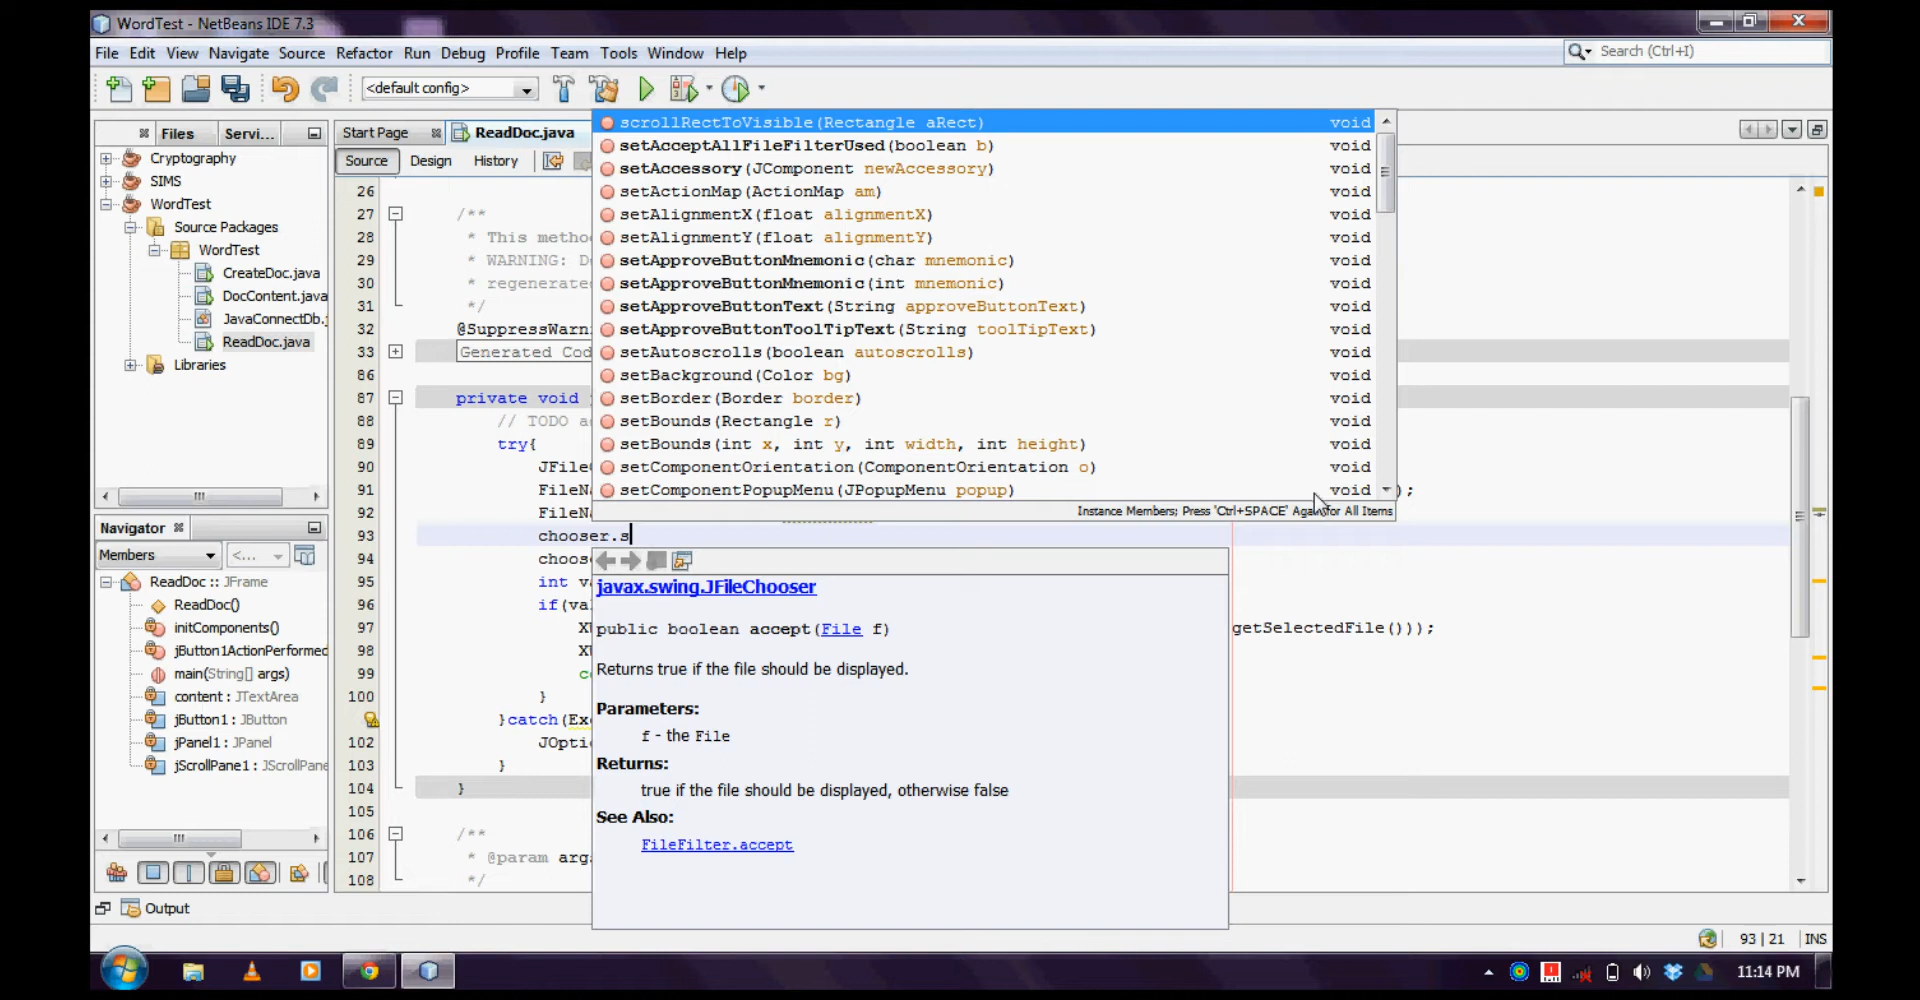 WordTest - NetBeans IDE 7.3
File Edit View Navigate Source Refactor Run Debug Profile Team Tools Window Help
Search (Ctrl+I)
<default config>
Files Servi...
Start Page ReadDoc.java
Source Design History
Cryptography
SIMS
WordTest
Source Packages
WordTest
CreateDoc.java
DocContent.java
JavaConnectDb.j
ReadDoc.java
Libraries
Navigator
Members <...
ReadDoc :: JFrame
ReadDoc()
initComponents()
jButton1ActionPerformed
main(String[] args)
content : JTextArea
jButton1 : JButton
jPanel1 : JPanel
jScrollPane1 : JScrollPane
26
27 /**
28 * This metho
29 * WARNING: D
30 * regenerate
31 */
32 @SuppressWarn
33 Generated Cod
86
87 private void
88 // TODO a
89 try{
90 JFile
91 FileN );
92 FileN
93 chooser.s
94 choos
95 int v
96 if(val
97 XW getSelectedFile()));
98 XW
99 co
100 }
}catch(Exc
102 JOpti
103 }
104 }
105
106 /**
107 * @param args
108 */
scrollRectToVisible(Rectangle aRect) void
setAcceptAllFileFilterUsed(boolean b) void
setAccessory(JComponent newAccessory) void
setActionMap(ActionMap am) void
setAlignmentX(float alignmentX) void
setAlignmentY(float alignmentY) void
setApproveButtonMnemonic(char mnemonic) void
setApproveButtonMnemonic(int mnemonic) void
setApproveButtonText(String approveButtonText) void
setApproveButtonToolTipText(String toolTipText) void
setAutoscrolls(boolean autoscrolls) void
setBackground(Color bg) void
setBorder(Border border) void
setBounds(Rectangle r) void
setBounds(int x, int y, int width, int height) void
setComponentOrientation(ComponentOrientation o) void
setComponentPopupMenu(JPopupMenu popup) void
Instance Members; Press 'Ctrl+SPACE' Again for All Items
javax.swing.JFileChooser
public boolean accept(File f)
Returns true if the file should be displayed.
Parameters:
f - the File
Returns:
true if the file should be displayed, otherwise false
See Also:
FileFilter.accept
Output
93 | 21 INS
11:14 PM